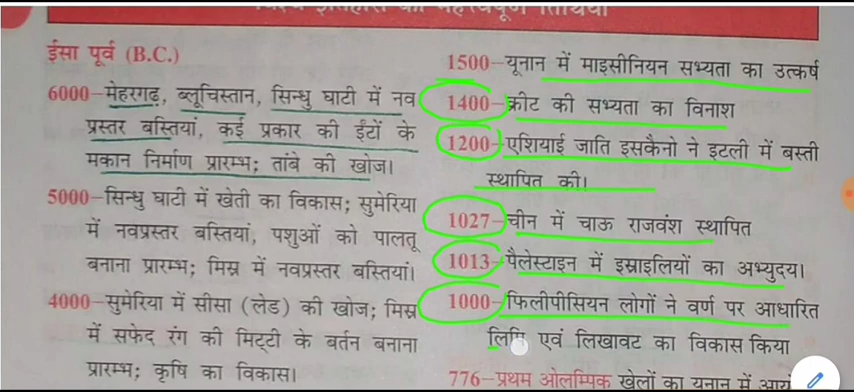 विश्व इतिहास की महत्वपूर्ण तिथियां
ईसा पूर्व (B.C.)
6000–मेहरगढ़, ब्लूचिस्तान, सिन्धु घाटी में नव
प्रस्तर बस्तियां, कई प्रकार की ईंटों के
मकान निर्माण प्रारम्भ; तांबे की खोज।
5000–सिन्धु घाटी में खेती का विकास; सुमेरिया
में नवप्रस्तर बस्तियां, पशुओं को पालतू
बनाना प्रारम्भ; मिस्र में नवप्रस्तर बस्तियां।
4000–सुमेरिया में सीसा (लेड) की खोज; मिस्र
में सफेद रंग की मिट्टी के बर्तन बनाना
प्रारम्भ; कृषि का विकास।
1500–यूनान में माइसीनियन सभ्यता का उत्कर्ष
1400–क्रीट की सभ्यता का विनाश
1200–एशियाई जाति इसकैनो ने इटली में बस्ती
स्थापित की।
1027–चीन में चाऊ राजवंश स्थापित
1013–पैलेस्टाइन में इस्राइलियों का अभ्युदय।
1000–फिलीपीसियन लोगों ने वर्ण पर आधारित
लिपि एवं लिखावट का विकास किया
776–प्रथम ओलम्पिक खेलों का यूनान में